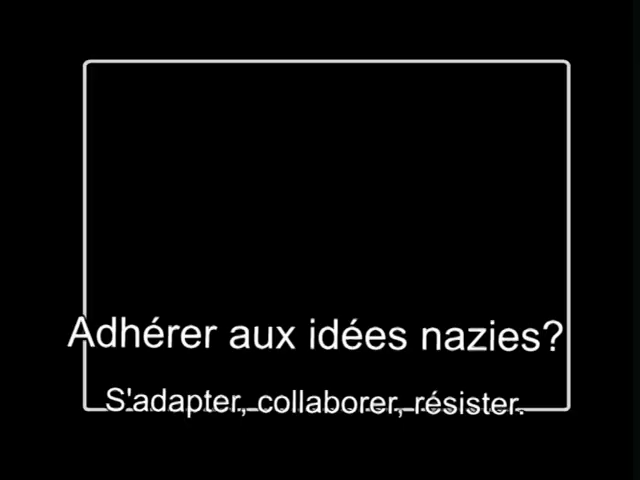 Adhérer aux idées nazies?
S'adapter, collaborer, résister.